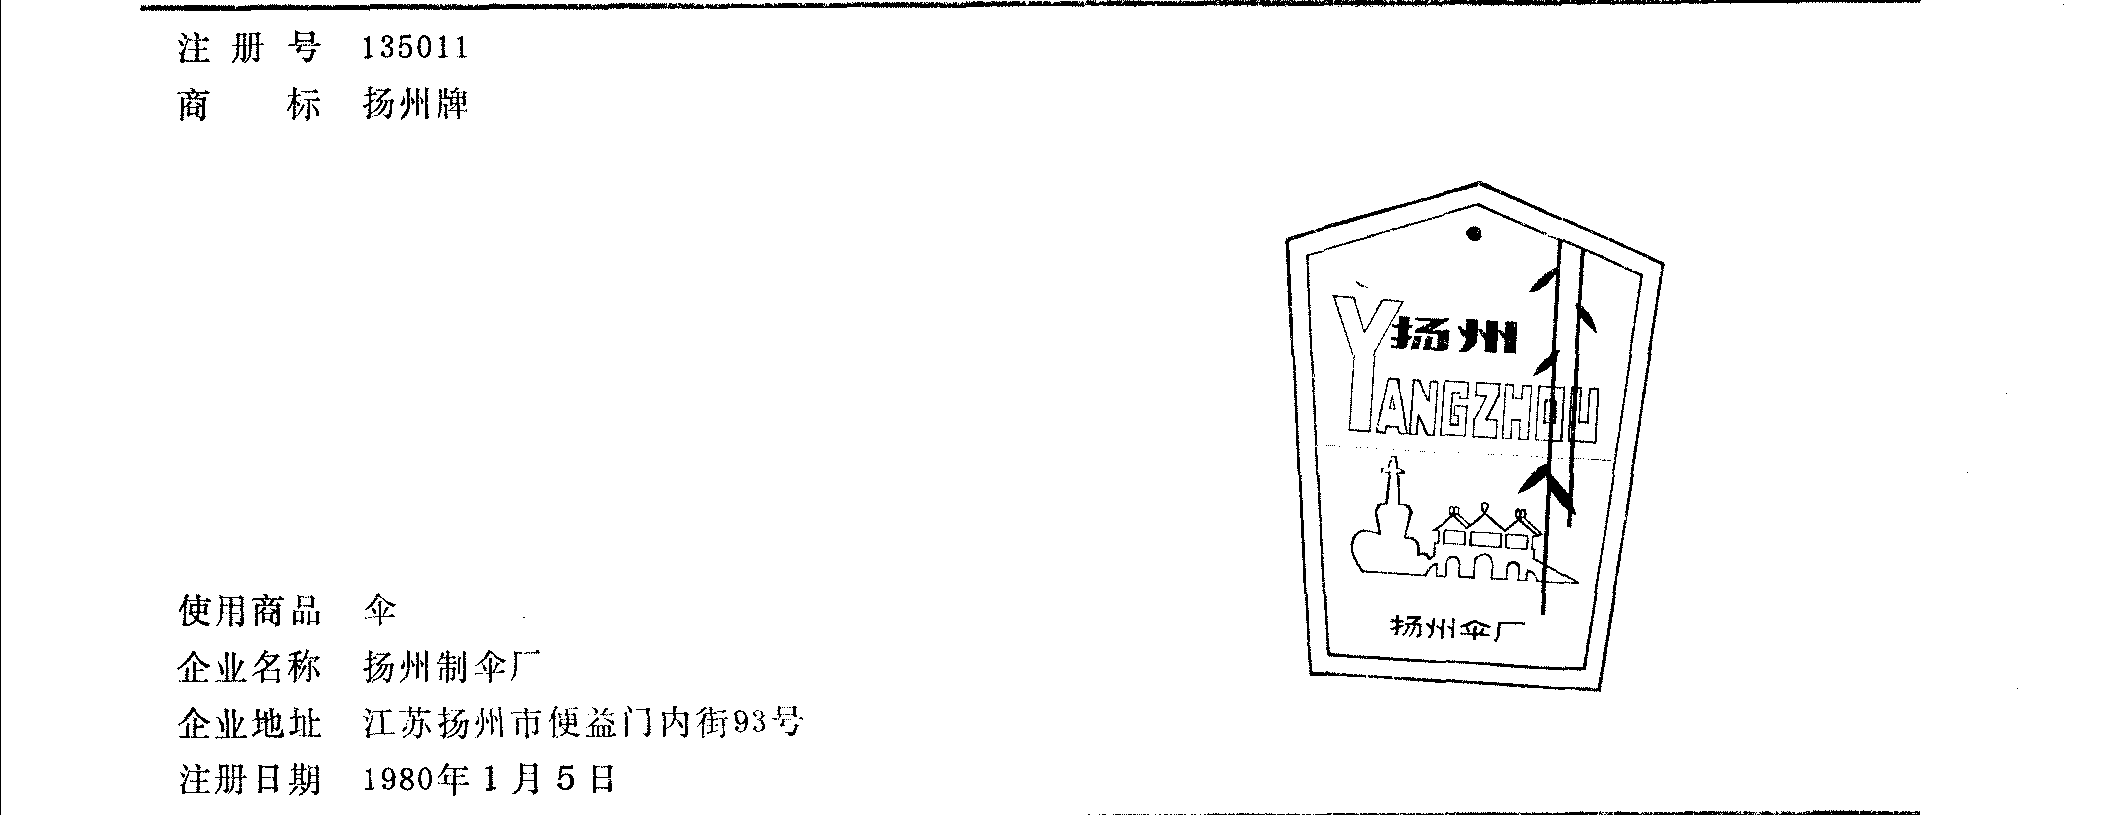 注册号 135011
商标 扬州牌
扬州
YANGZHOU
扬州伞厂
使用商品 伞
企业名称 扬州制伞厂
企业地址 江苏扬州市便益门内街93号
注册日期 1980年1月5日